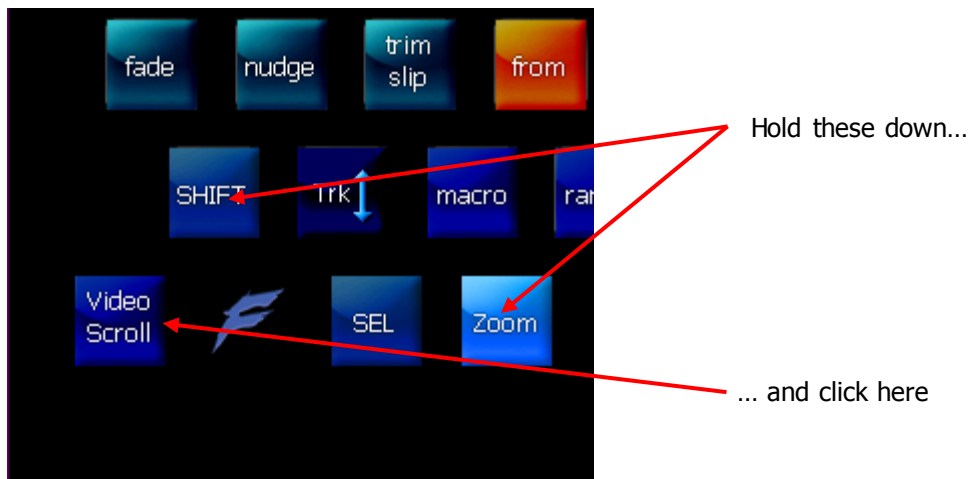 fade
nudge
trim
slip
from
Hold these down…
SHIFT
Trk
macro
Video
Scroll
SEL
Zoom
… and click here